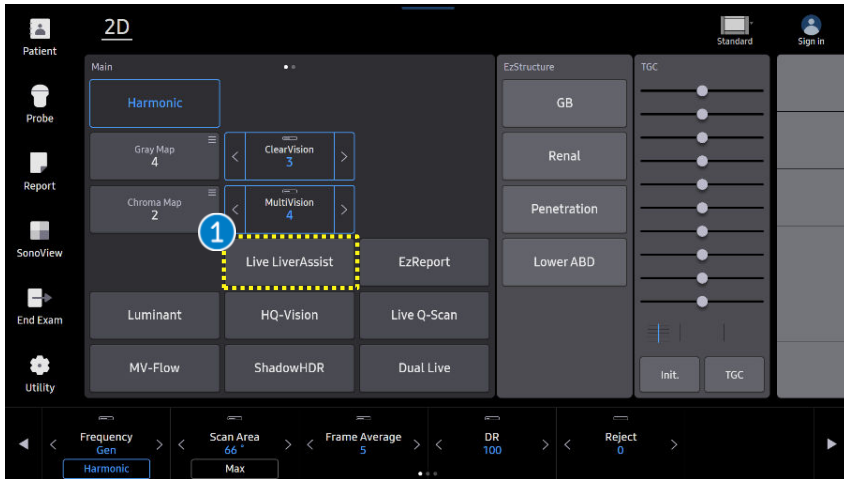 Patient
2D
Standard
Sign in
Main
EzStructure
TGC
Harmonic
GB
Probe
Gray Map
4
ClearVision
3
Renal
Report
Chroma Map
2
MultiVision
4
Penetration
1
SonoView
Live LiverAssist
EzReport
Lower ABD
End Exam
Luminant
HQ-Vision
Live Q-Scan
MV-Flow
ShadowHDR
Dual Live
Init.
TGC
Utility
Frequency
Gen
Harmonic
Scan Area
66 °
Max
Frame Average
5
DR
100
Reject
0